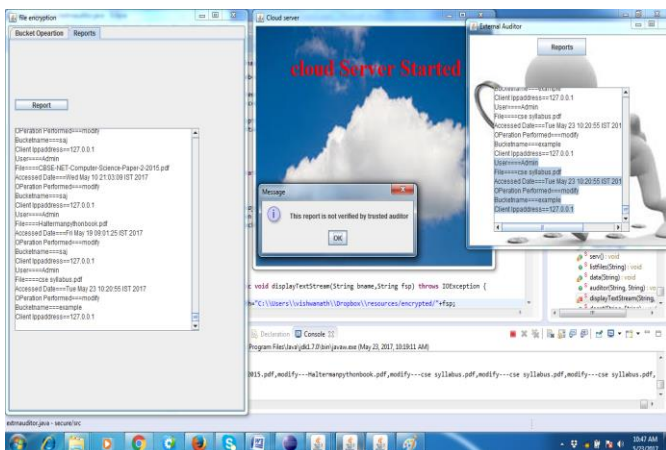 file encryption
Bucket Opeartion
Reports
Report
OPeration Performed===modify
Bucketname===saj
Client Ippaddress==127.0.0.1
User====Admin
File====CBSE-NET-Computer-Science-Paper-2-2015.pdf
Accessed Date===Wed May 10 21:03:09 IST 2017
OPeration Performed===modify
Bucketname===saj
Client Ippaddress==127.0.0.1
User====Admin
File====Haltermanpythonbook.pdf
Accessed Date===Fri May 19 09:01:25 IST 2017
OPeration Performed===modify
Bucketname===saj
Client Ippaddress==127.0.0.1
User====Admin
File====cse syllabus.pdf
Accessed Date===Tue May 23 10:20:55 IST 2017
OPeration Performed===modify
Bucketname===example
Client Ippaddress==127.0.0.1
extrnauditor.java - secure/src
Cloud server
cloud Server Started
Message
This report is not verified by trusted auditor
OK
External Auditor
Reports
Bucketname===example
Client Ippaddress==127.0.0.1
User====Admin
File====cse syllabus.pdf
Accessed Date===Tue May 23 10:20:55 IST 201
OPeration Performed===modify
Bucketname===example
Client Ippaddress==127.0.0.1
User====Admin
File====cse syllabus.pdf
Accessed Date===Tue May 23 10:20:55 IST 201
OPeration Performed===modify
Bucketname===example
Client Ippaddress==127.0.0.1
void displayTextStream(String bname,String fsp) throws IOException {
="C:\\Users\\vishwanath\\Dropbox\\resources/encrypted/"+fsp;
serv() : void
listfiles(String) : void
data(String) : void
auditor(String, String) : vo
displayTextStream(String,
Declaration
Console
Program Files\Java\jdk1.7.0\bin\javaw.exe (May 23, 2017, 10:19:11 AM)
2015.pdf,modify---Haltermanpythonbook.pdf,modify---cse syllabus.pdf,modify---cse syllabus.pdf,modify---cse syllabus.pdf,
10:47 AM
5/23/2017